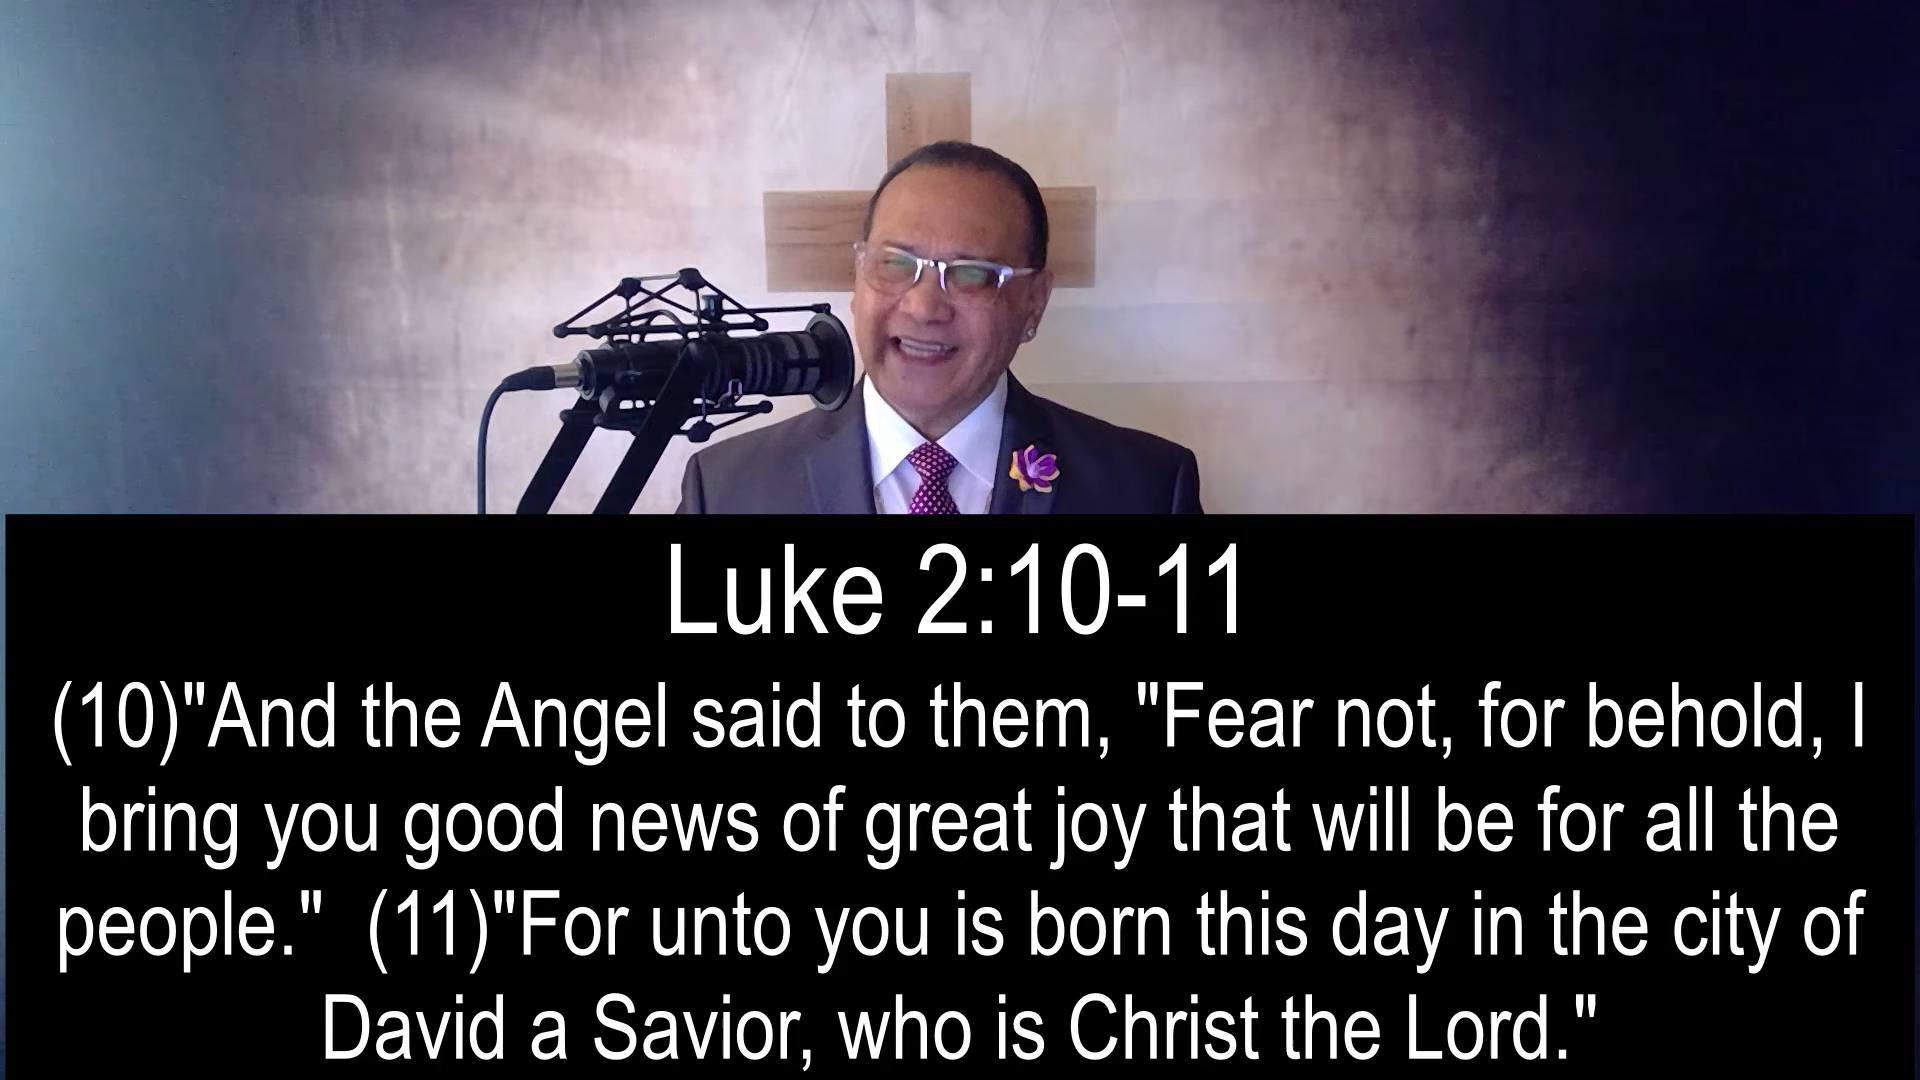 Luke 2:10-11
(10)"And the Angel said to them, "Fear not, for behold, I
bring you good news of great joy that will be for all the
people."  (11)"For unto you is born this day in the city of
David a Savior, who is Christ the Lord."